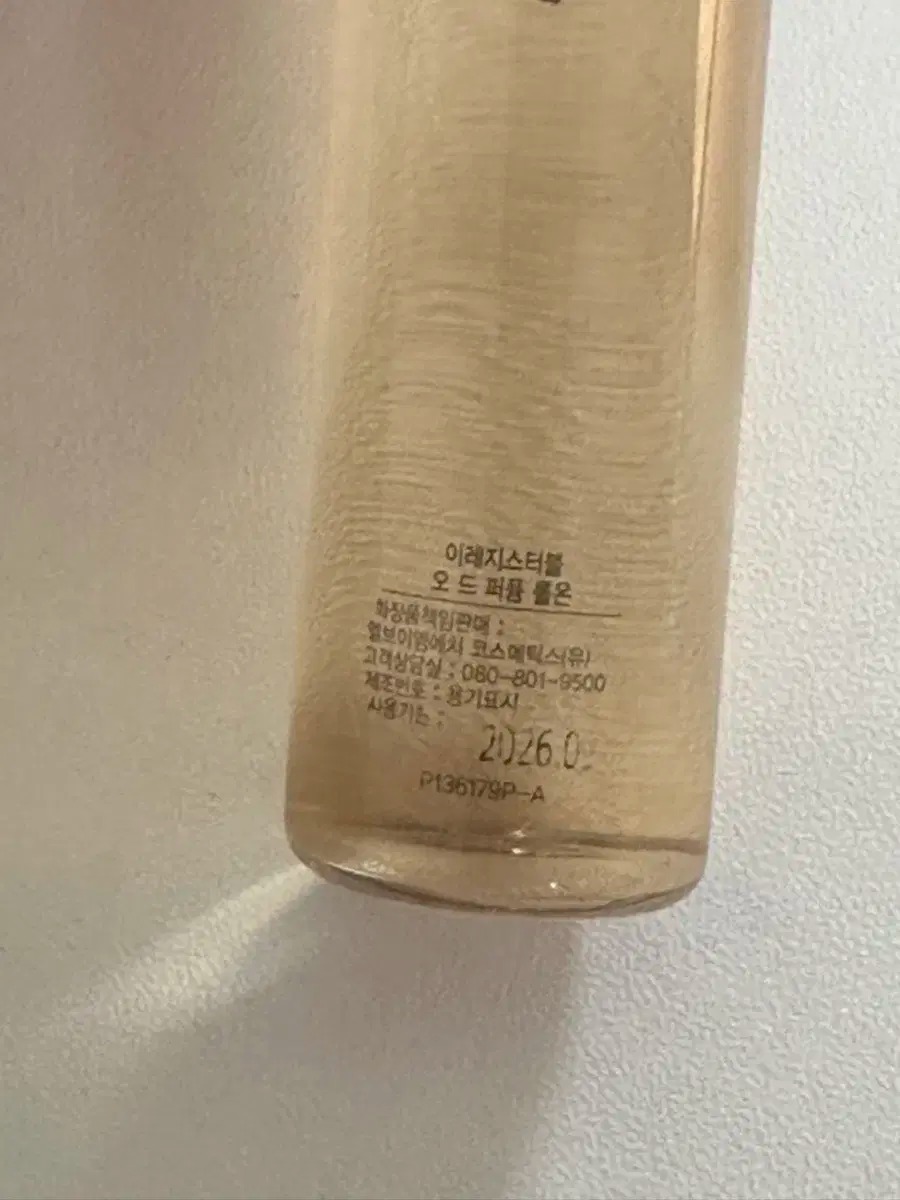 이레지스터블
오 드 퍼퓸 롤온
화장품책임판매 :
엘브이엠에치 코스메틱스(유)
고객상담실 : 080-801-9500
제조번호 : 용기표시
사용기한 :
2026.0
P136179P-A